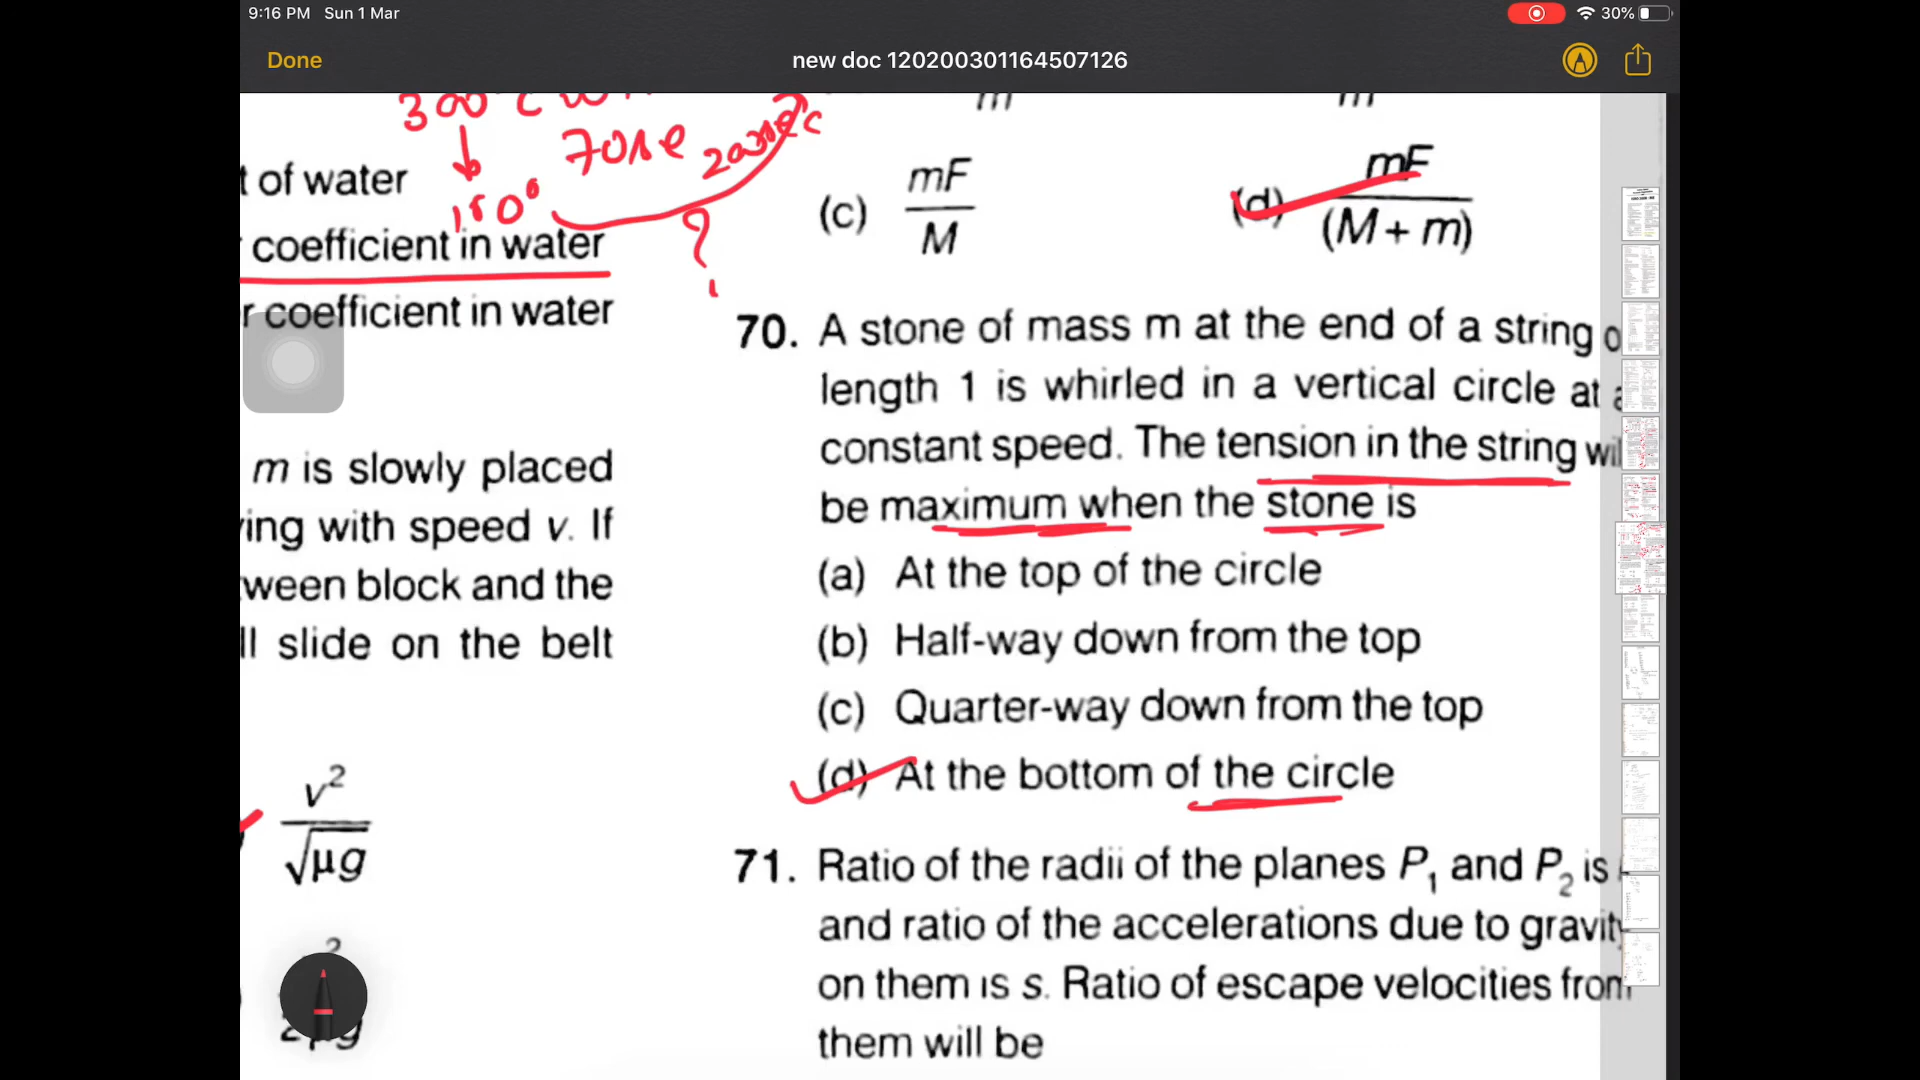 9:16 PM Sun 1 Mar
30%
Done
new doc 120200301164507126
300°C
70se
150°
?
t of water
coefficient in water
r coefficient in water
m is slowly placed
ing with speed v. If
ween block and the
ll slide on the belt
v²
√μg
2
2μg
m
m
(c) mF
M
(d) mF
(M + m)
70. A stone of mass m at the end of a string o
length 1 is whirled in a vertical circle at a
constant speed. The tension in the string wil
be maximum when the stone is
(a) At the top of the circle
(b) Half-way down from the top
(c) Quarter-way down from the top
(d) At the bottom of the circle
71. Ratio of the radii of the planes P₁ and P₂ is
and ratio of the accelerations due to gravity
on them is s. Ratio of escape velocities from
them will be